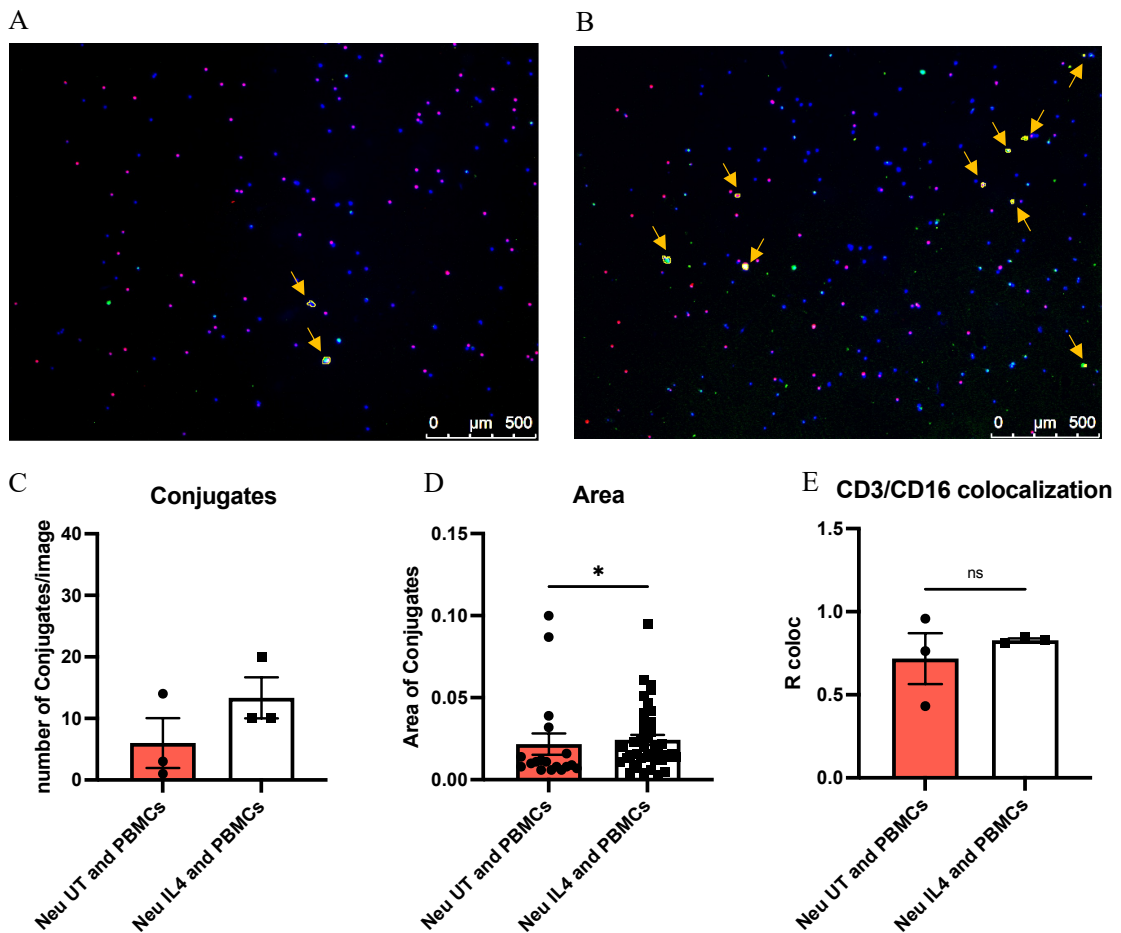 A
B
0 µm 500
0 µm 500
C
Conjugates
number of Conjugates/image
40
30
20
10
0
Neu UT and PBMCs
Neu IL4 and PBMCs
D
Area
Area of Conjugates
0.15
0.10
0.05
0.00
*
Neu UT and PBMCs
Neu IL4 and PBMCs
E
CD3/CD16 colocalization
R coloc
1.5
1.0
0.5
0.0
ns
Neu UT and PBMCs
Neu IL4 and PBMCs